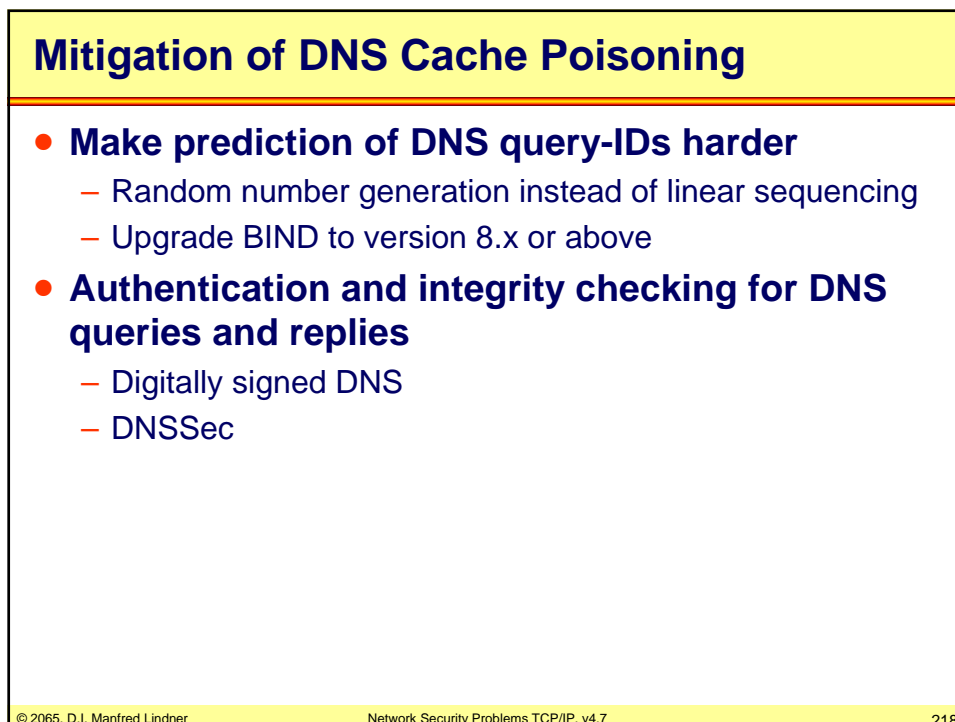 Mitigation of DNS Cache Poisoning
• Make prediction of DNS query-IDs harder
– Random number generation instead of linear sequencing
– Upgrade BIND to version 8.x or above
• Authentication and integrity checking for DNS
queries and replies
– Digitally signed DNS
– DNSSec
© 2065, D.I. Manfred Lindner
Network Security Problems TCP/IP, v4.7
218